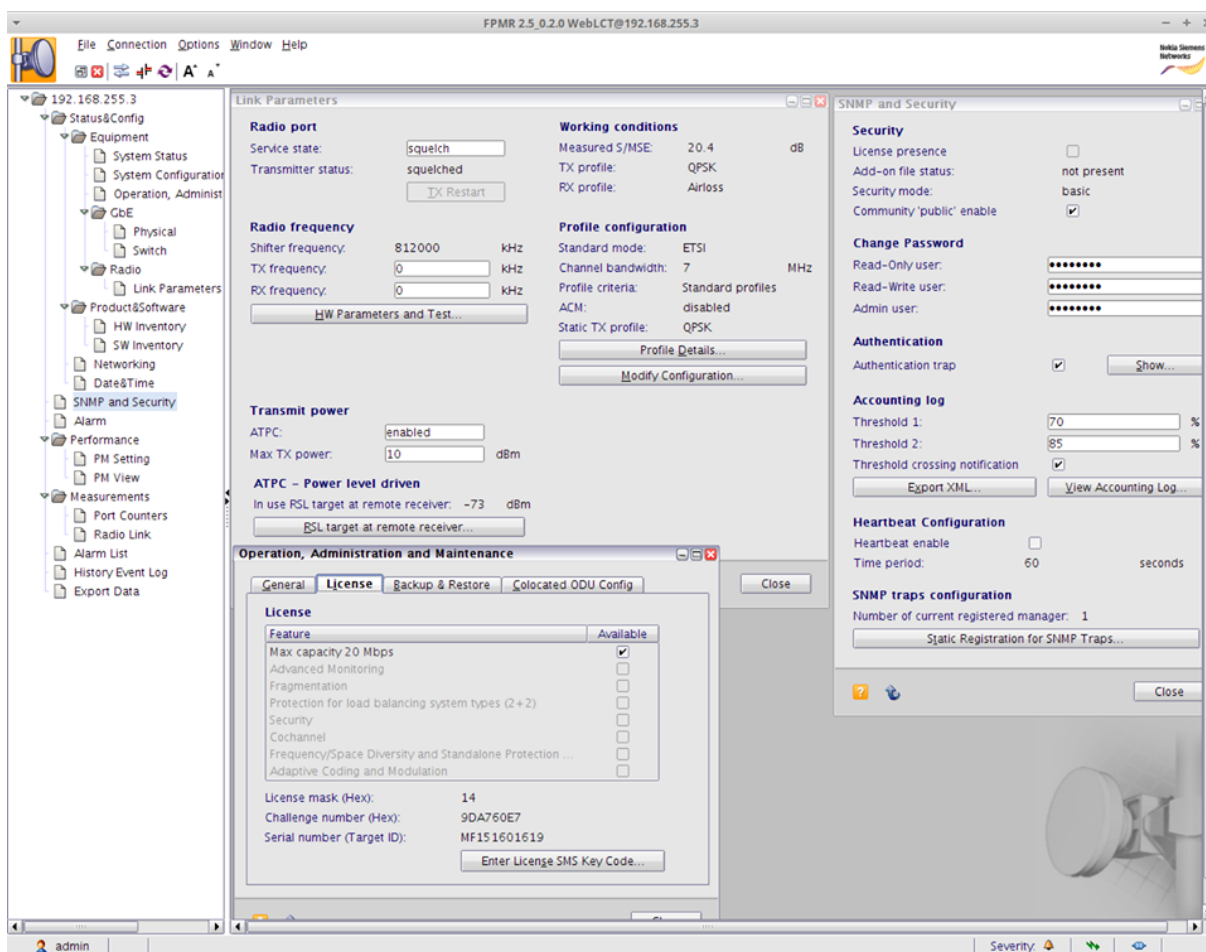 FPMR 2.5_0.2.0 WebLCT@192.168.255.3
File Connection Options Window Help
Nokia Siemens
Networks
192.168.255.3
Status&Config
Equipment
System Status
System Configuration
Operation, Administ
GbE
Physical
Switch
Radio
Link Parameters
Product&Software
HW Inventory
SW Inventory
Networking
Date&Time
SNMP and Security
Alarm
Performance
PM Setting
PM View
Measurements
Port Counters
Radio Link
Alarm List
History Event Log
Export Data
Link Parameters
Radio port
Service state: squelch
Transmitter status: squelched
TX Restart
Radio frequency
Shifter frequency: 812000 kHz
TX frequency: 0 kHz
RX frequency: 0 kHz
HW Parameters and Test...
Transmit power
ATPC: enabled
Max TX power: 10 dBm
ATPC - Power level driven
In use RSL target at remote receiver: -73 dBm
RSL target at remote receiver...
Working conditions
Measured S/MSE: 20.4 dB
TX profile: QPSK
RX profile: Airloss
Profile configuration
Standard mode: ETSI
Channel bandwidth: 7 MHz
Profile criteria: Standard profiles
ACM: disabled
Static TX profile: QPSK
Profile Details...
Modify Configuration...
Close
Operation, Administration and Maintenance
General License Backup & Restore Colocated ODU Config
License
Feature Available
Max capacity 20 Mbps
Advanced Monitoring
Fragmentation
Protection for load balancing system types (2+2)
Security
Cochannel
Frequency/Space Diversity and Standalone Protection ...
Adaptive Coding and Modulation
License mask (Hex): 14
Challenge number (Hex): 9DA760E7
Serial number (Target ID): MF151601619
Enter License SMS Key Code...
SNMP and Security
Security
License presence
Add-on file status: not present
Security mode: basic
Community 'public' enable
Change Password
Read-Only user: ••••••••
Read-Write user: ••••••••
Admin user: ••••••••
Authentication
Authentication trap Show...
Accounting log
Threshold 1: 70 %
Threshold 2: 85 %
Threshold crossing notification
Export XML... View Accounting Log...
Heartbeat Configuration
Heartbeat enable
Time period: 60 seconds
SNMP traps configuration
Number of current registered manager: 1
Static Registration for SNMP Traps...
Close
admin
Severity: